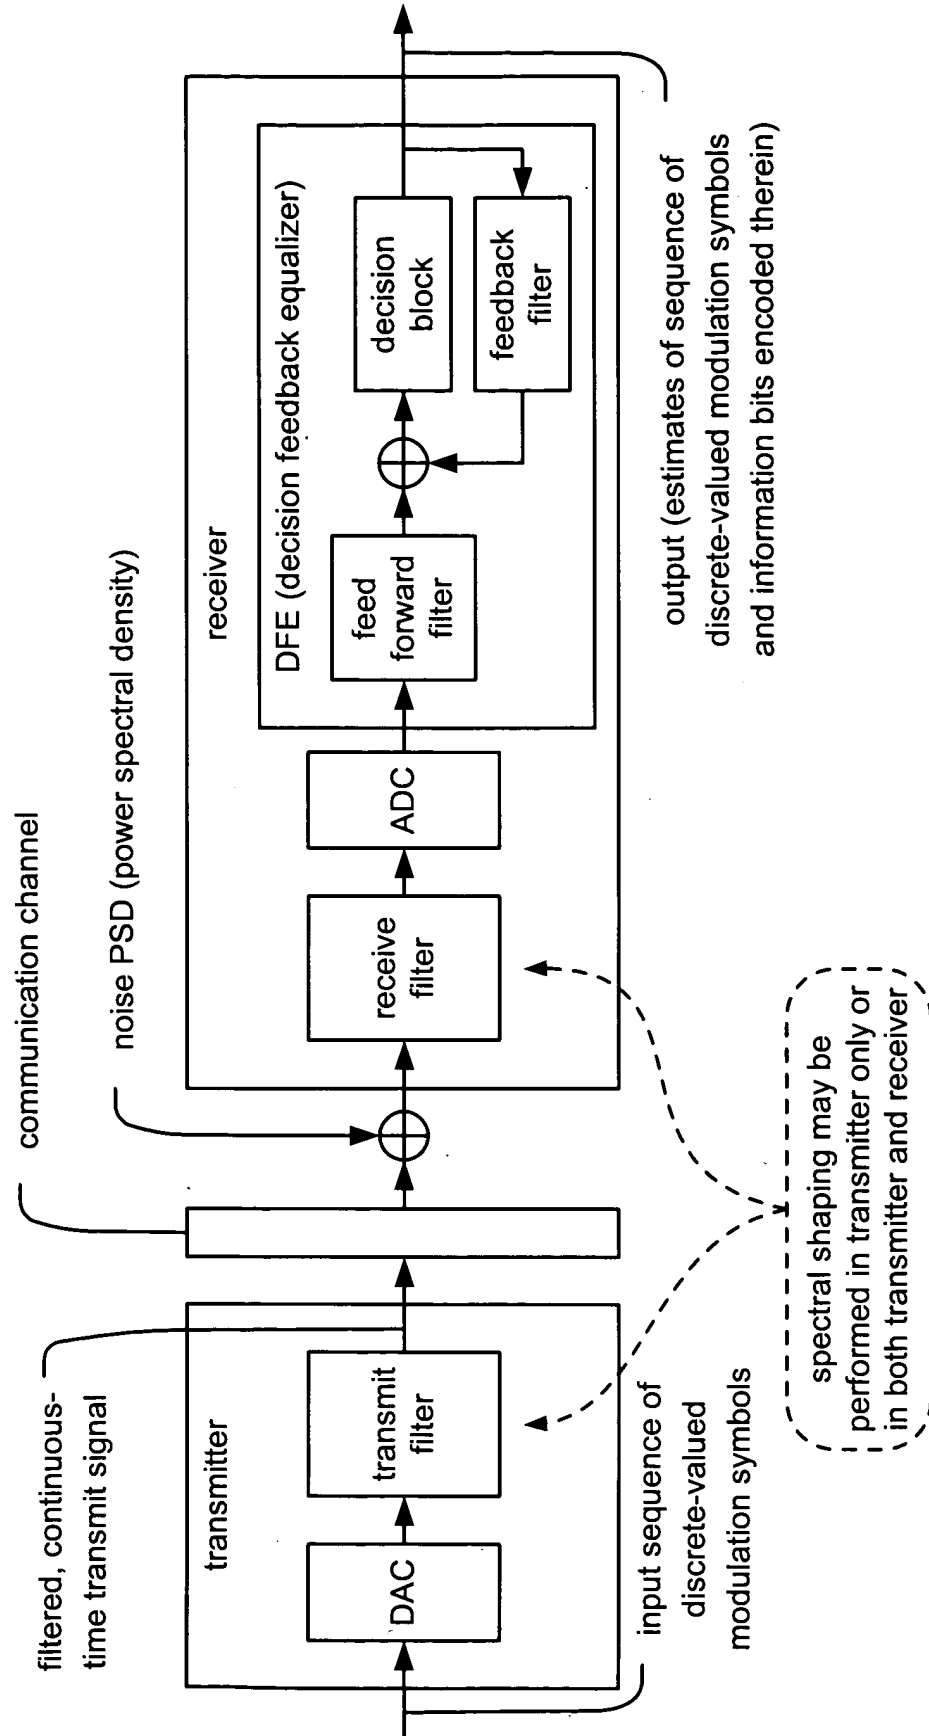 filtered, continuous-
time transmit signal
communication channel
noise PSD (power spectral density)
transmitter
DAC
transmit
filter
receiver
receive
filter
ADC
DFE (decision feedback equalizer)
feed
forward
filter
decision
block
feedback
filter
input sequence of
discrete-valued
modulation symbols
output (estimates of sequence of
discrete-valued modulation symbols
and information bits encoded therein)
spectral shaping may be
performed in transmitter only or
in both transmitter and receiver